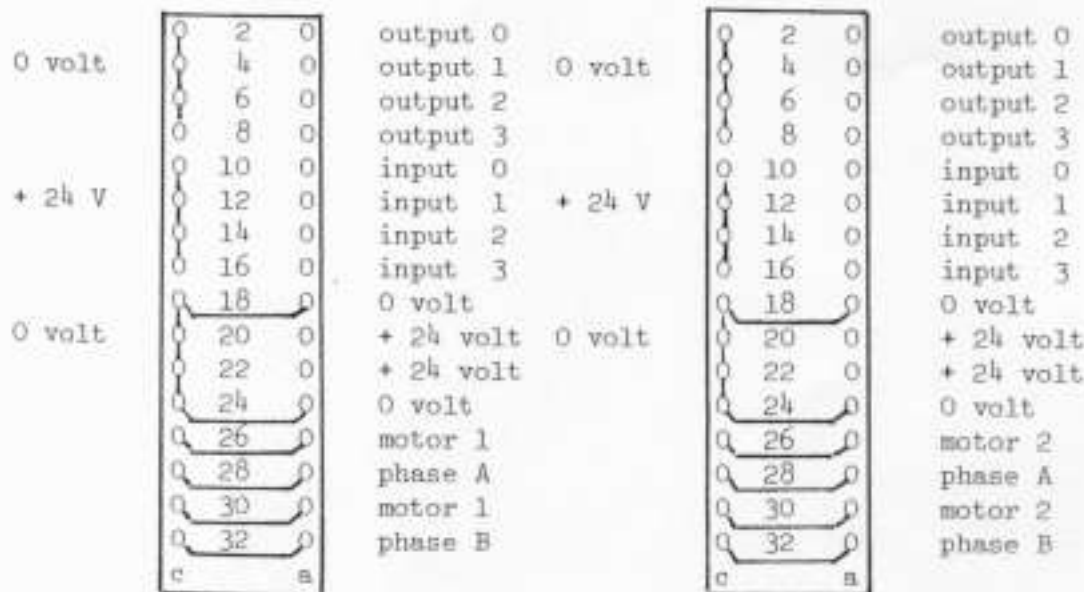 2 output 0 2 output 0
0 volt 4 output 1 0 volt 4 output 1
6 output 2 6 output 2
8 output 3 8 output 3
10 input 0 10 input 0
+ 24 V 12 input 1 + 24 V 12 input 1
14 input 2 14 input 2
16 input 3 16 input 3
18 0 volt 18 0 volt
0 volt 20 + 24 volt 0 volt 20 + 24 volt
22 + 24 volt 22 + 24 volt
24 0 volt 24 0 volt
26 motor 1 26 motor 2
28 phase A 28 phase A
30 motor 1 30 motor 2
32 phase B 32 phase B
c a c a